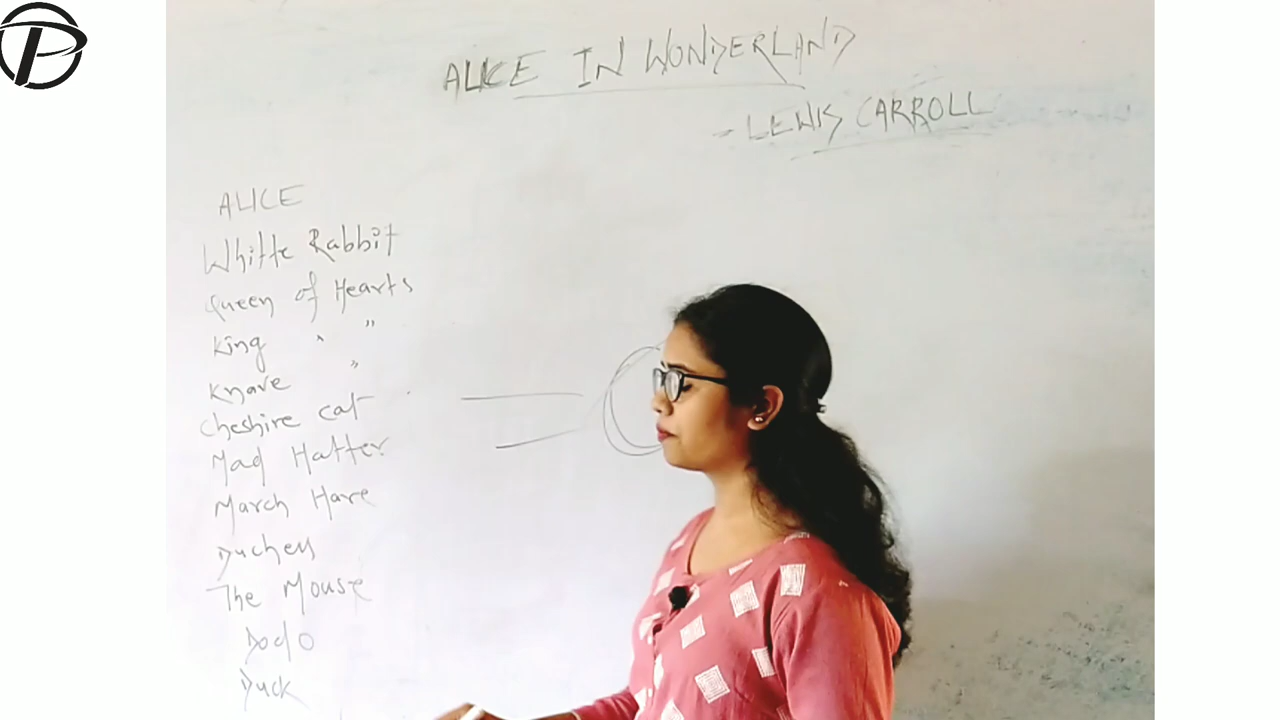 ALICE IN WONDERLAND
- LEWIS CARROLL
ALICE
Whitte Rabbit
Queen of Hearts
King " "
Knave "
Cheshire cat
Mad Hatter
March Hare
Duchess
The Mouse
Dodo
Duck
P